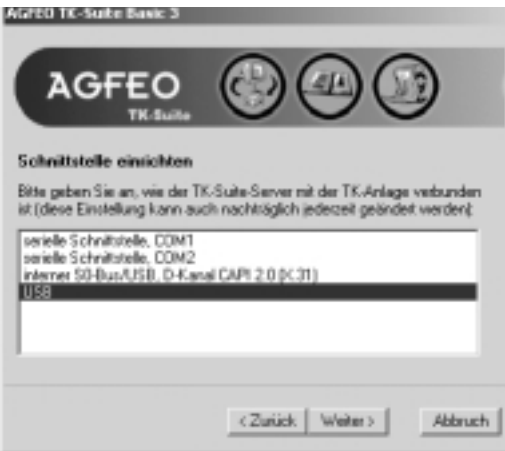 AGFEO TK-Suite Basic 3
AGFEO
TK-Suite
Schnittstelle einrichten
Bitte geben Sie an, wie der TK-Suite-Server mit der TK-Anlage verbunden
ist (diese Einstellung kann auch nachträglich jederzeit geändert werden):
serielle Schnittstelle, COM1
serielle Schnittstelle, COM2
interner S0-Bus/USB, D-Kanal CAPI 2.0 (X.31)
USB
< Zurück Weiter > Abbruch